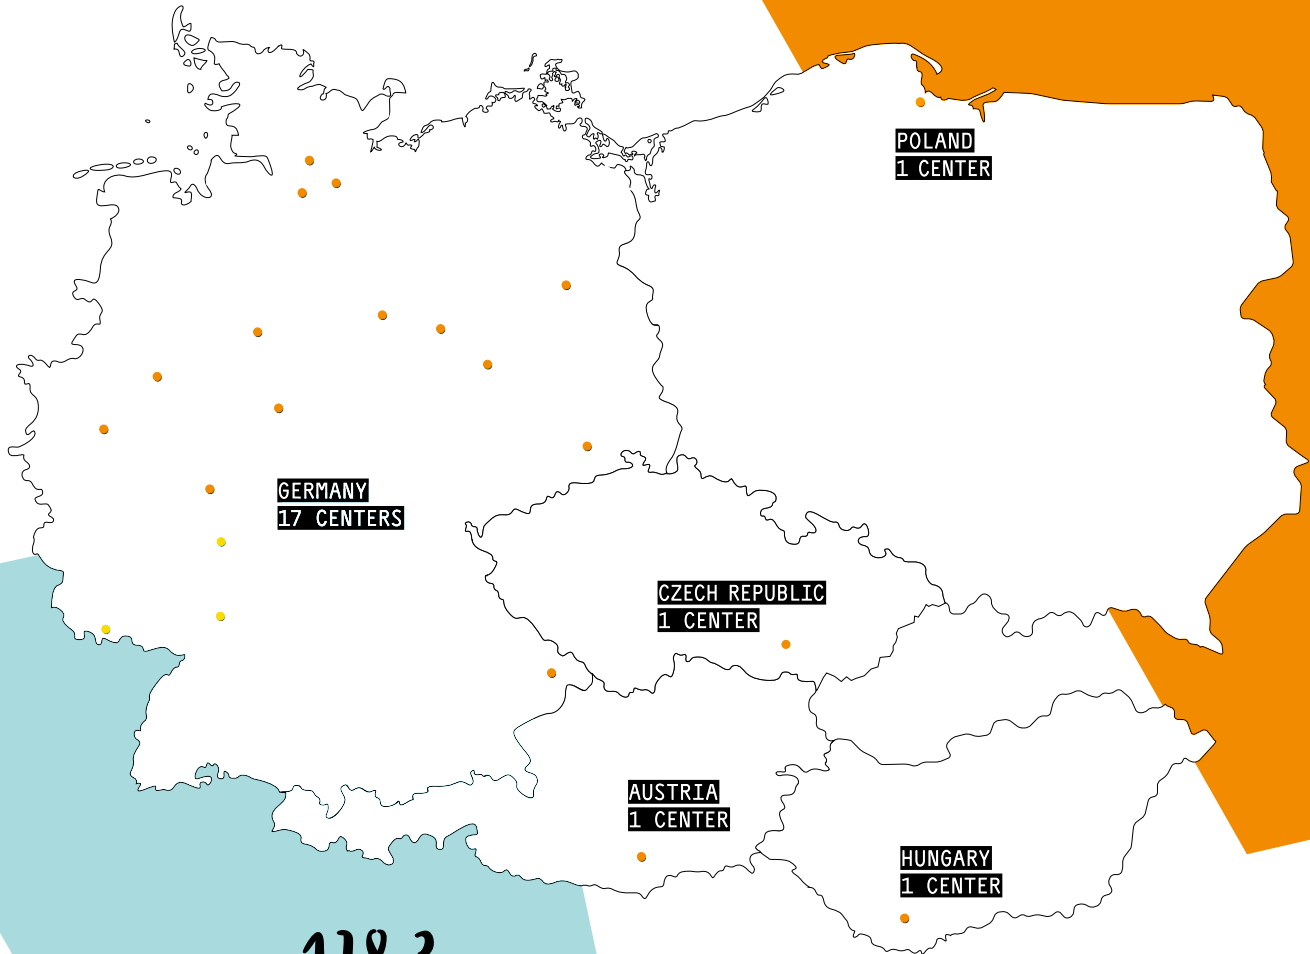 POLAND
1 CENTER
GERMANY
17 CENTERS
CZECH REPUBLIC
1 CENTER
AUSTRIA
1 CENTER
HUNGARY
1 CENTER